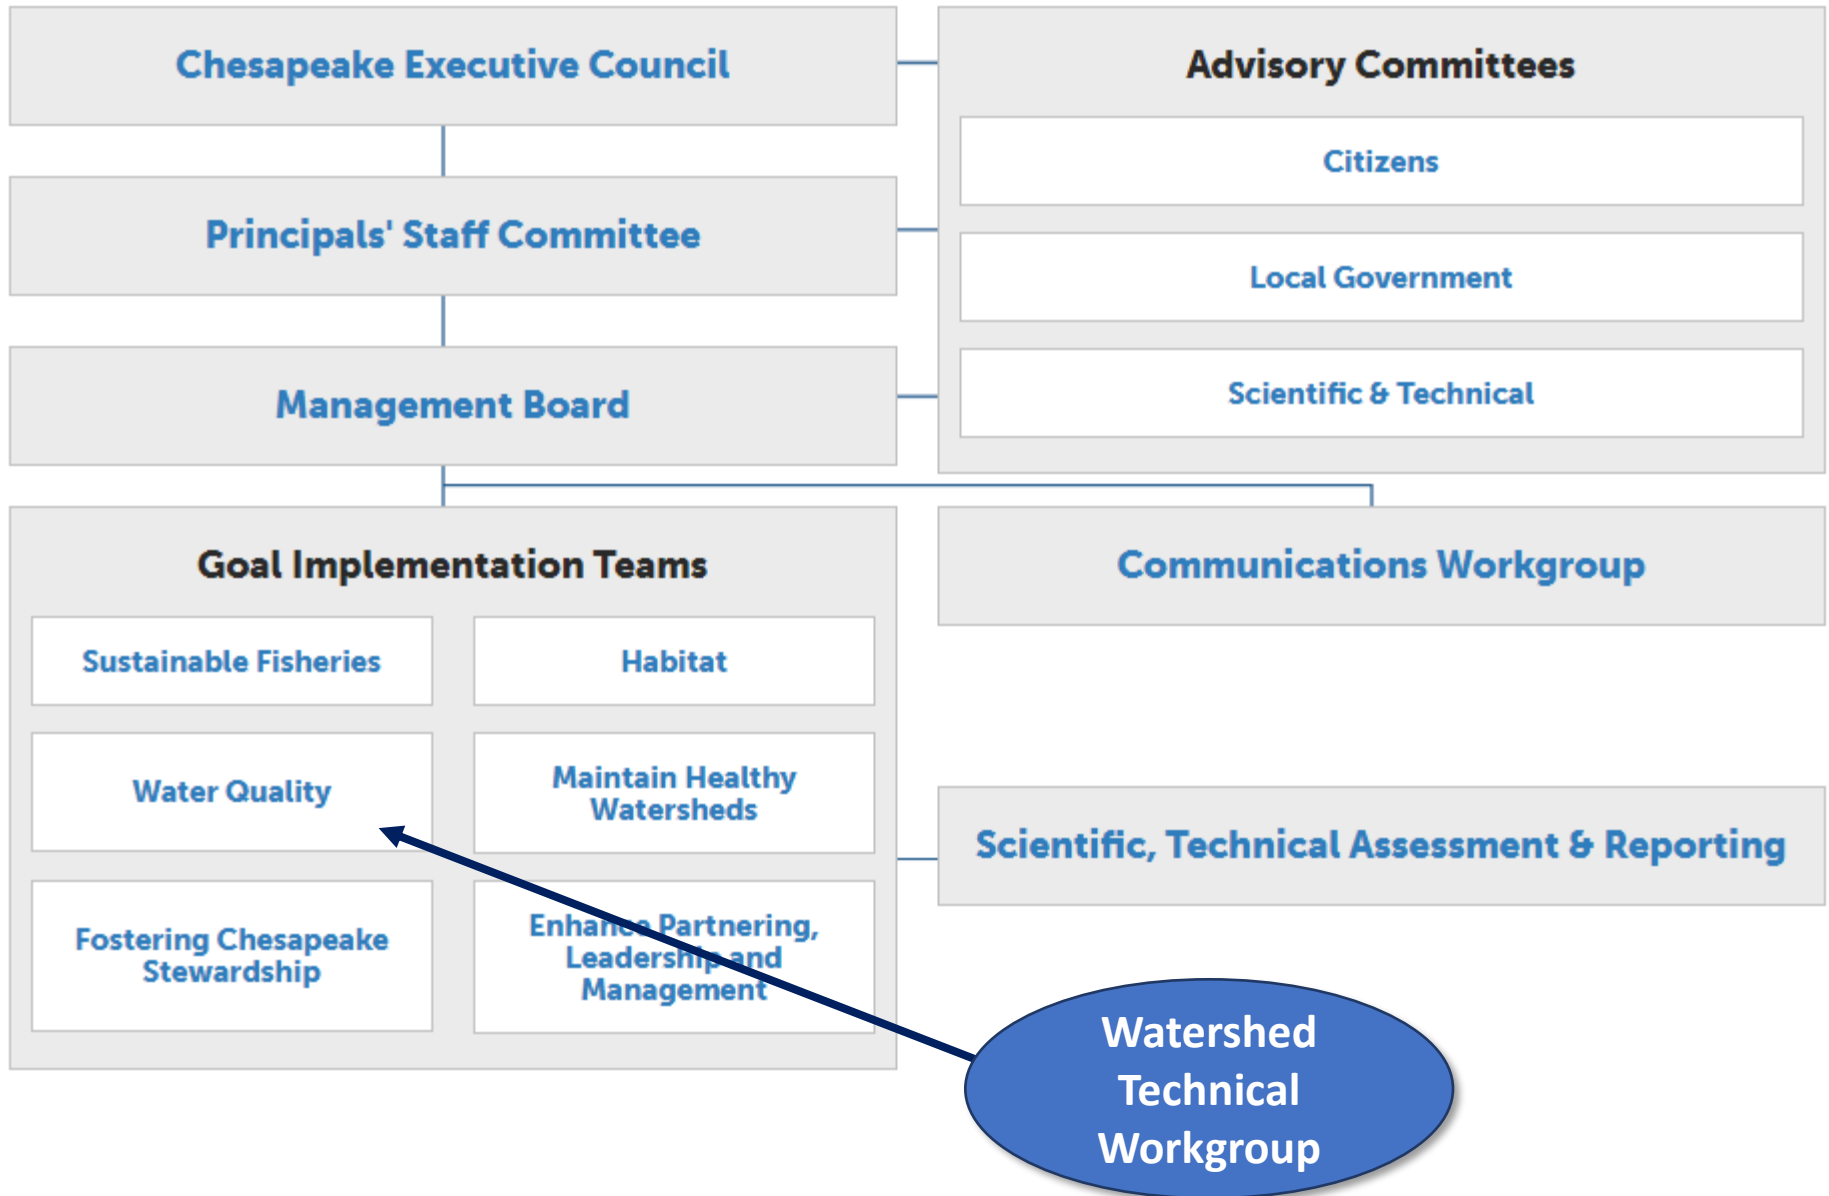 Chesapeake Executive Council
Principals' Staff Committee
Management Board
Advisory Committees
Citizens
Local Government
Scientific & Technical
Goal Implementation Teams
Sustainable Fisheries
Habitat
Water Quality
Maintain Healthy
Watersheds
Fostering Chesapeake
Stewardship
Enhance Partnering,
Leadership and
Management
Communications Workgroup
Scientific, Technical Assessment & Reporting
Watershed
Technical
Workgroup